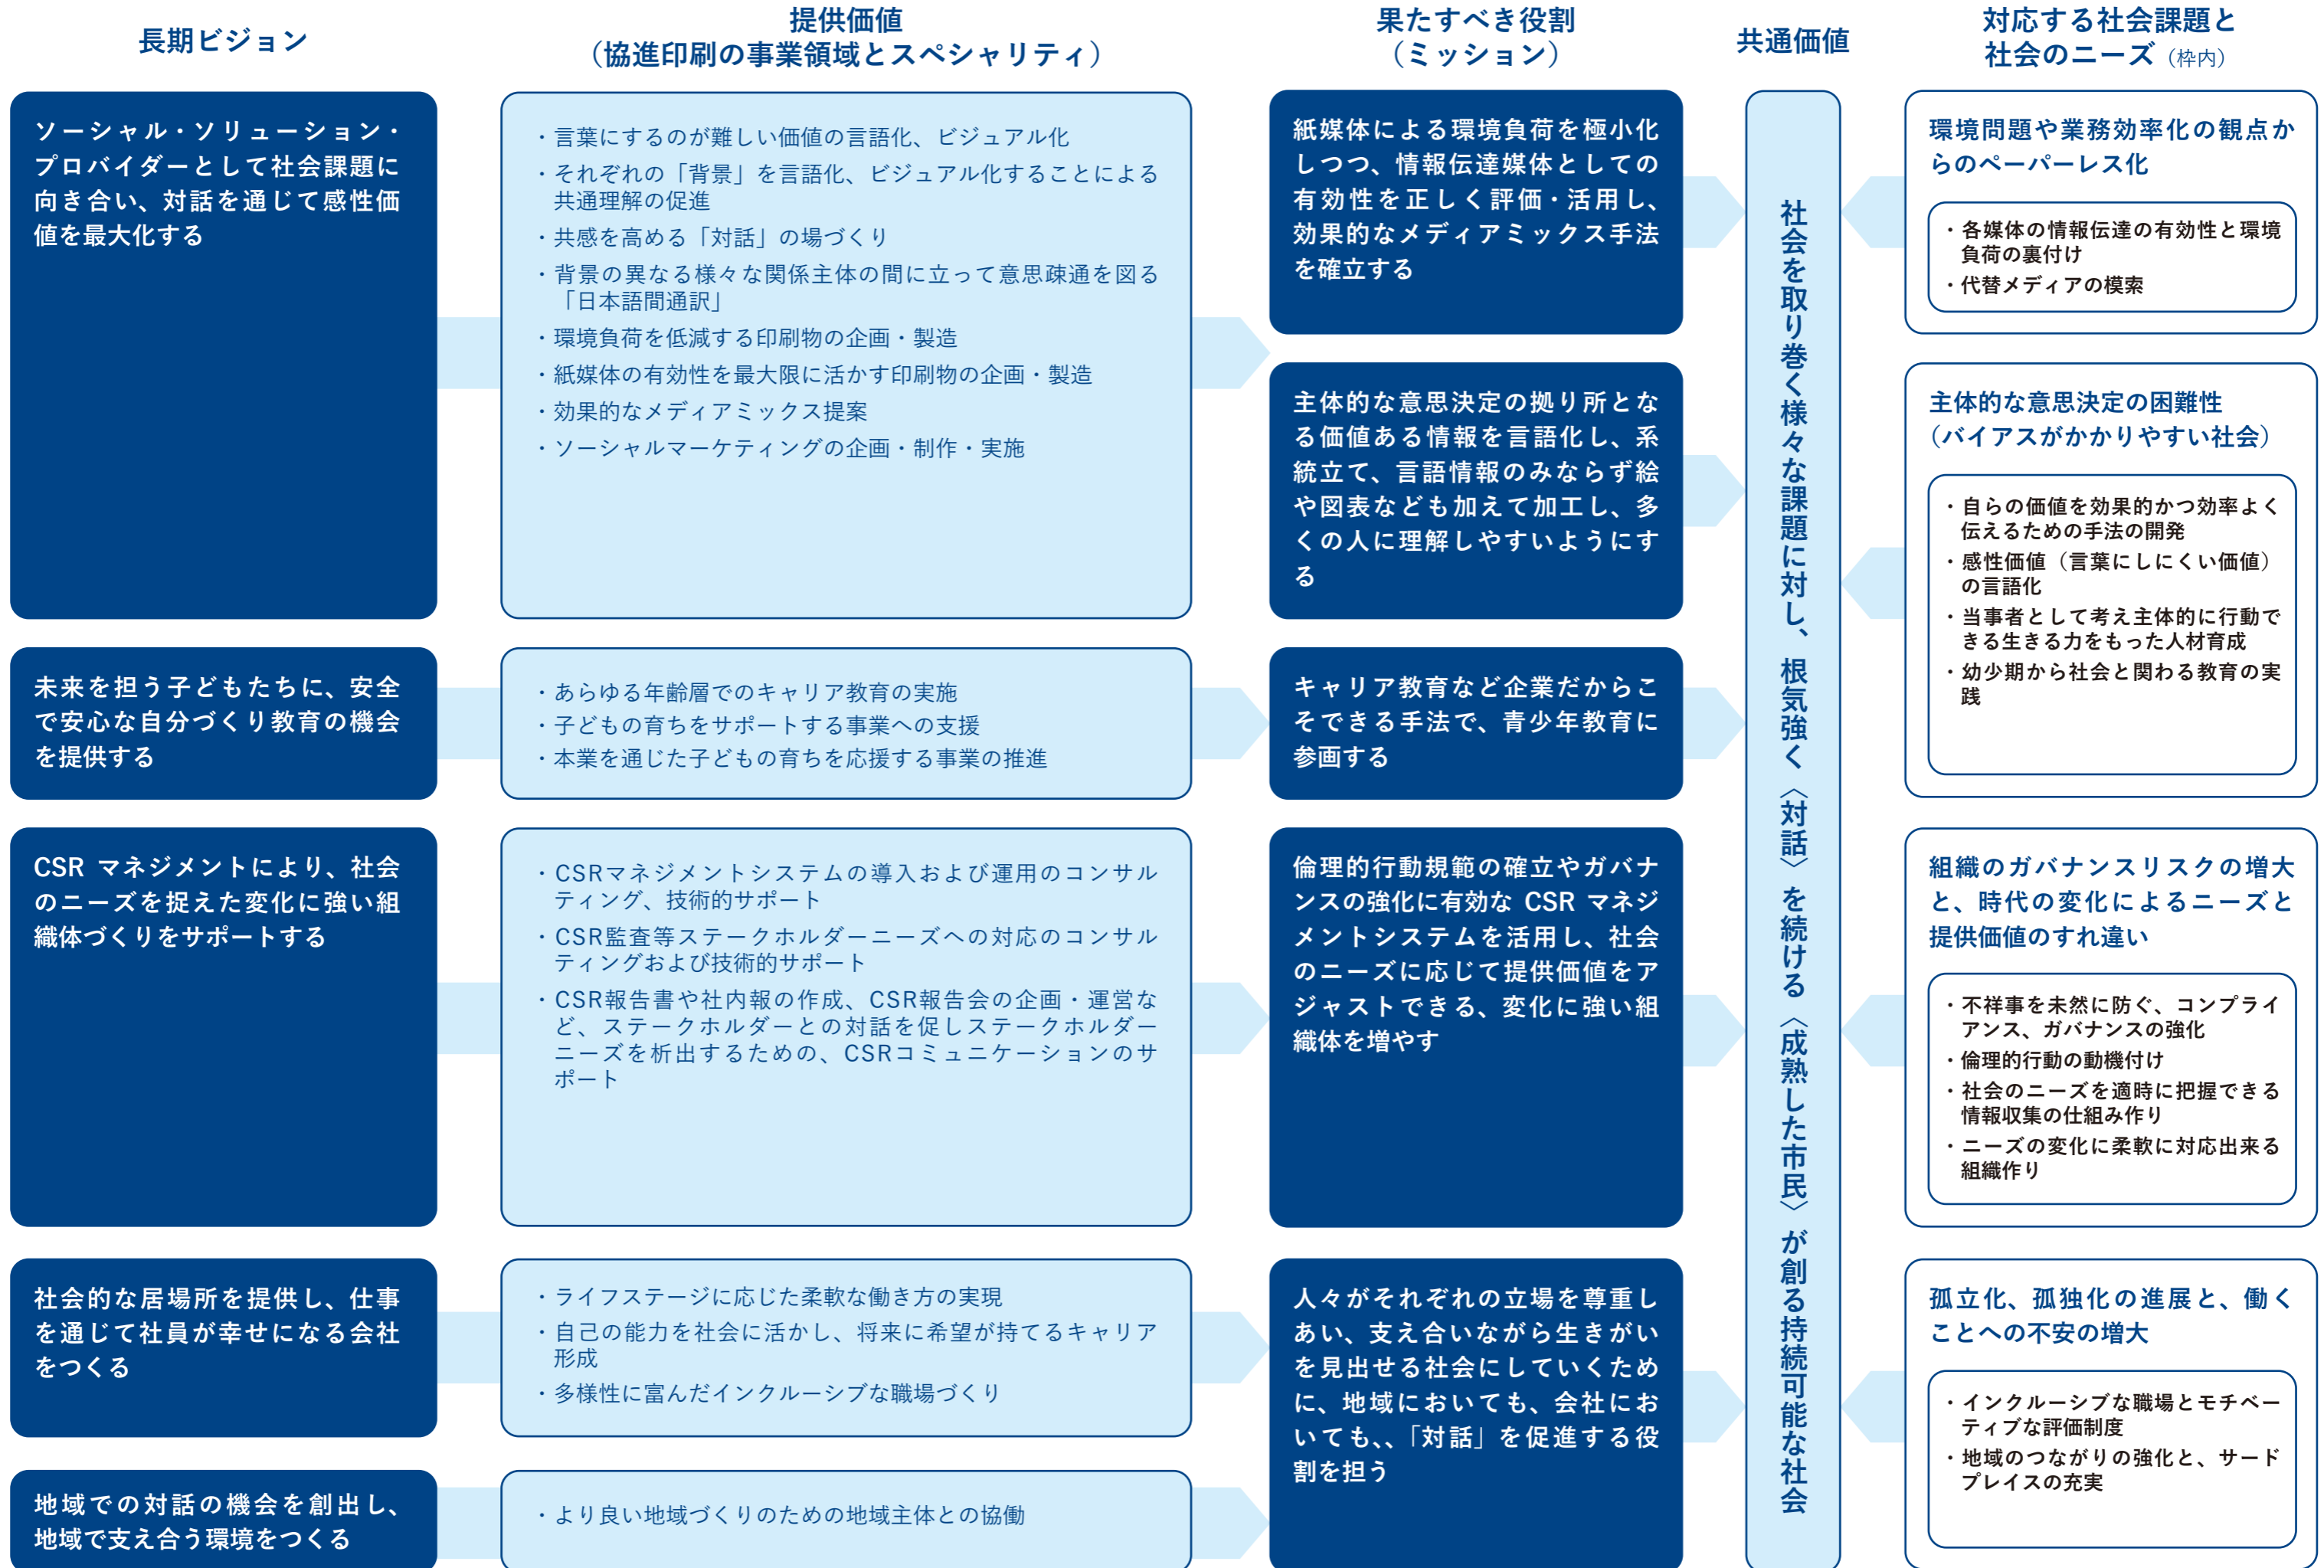 長期ビジョン
提供価値
（協進印刷の事業領域とスペシャリティ）
果たすべき役割
（ミッション）
共通価値
対応する社会課題と
社会のニーズ（枠内）
ソーシャル・ソリューション・
プロバイダーとして社会課題に
向き合い、対話を通じて感性価
値を最大化する
・言葉にするのが難しい価値の言語化、ビジュアル化
・それぞれの「背景」を言語化、ビジュアル化することによる
共通理解の促進
・共感を高める「対話」の場づくり
・背景の異なる様々な関係主体の間に立って意思疎通を図る
「日本語間通訳」
・環境負荷を低減する印刷物の企画・製造
・紙媒体の有効性を最大限に活かす印刷物の企画・製造
・効果的なメディアミックス提案
・ソーシャルマーケティングの企画・制作・実施
紙媒体による環境負荷を極小化
しつつ、情報伝達媒体としての
有効性を正しく評価・活用し、
効果的なメディアミックス手法
を確立する
主体的な意思決定の拠り所とな
る価値ある情報を言語化し、系
統立て、言語情報のみならず絵
や図表なども加えて加工し、多
くの人に理解しやすいようにす
る
未来を担う子どもたちに、安全
で安心な自分づくり教育の機会
を提供する
・あらゆる年齢層でのキャリア教育の実施
・子どもの育ちをサポートする事業への支援
・本業を通じた子どもの育ちを応援する事業の推進
キャリア教育など企業だからこ
そできる手法で、青少年教育に
参画する
CSR マネジメントにより、社会
のニーズを捉えた変化に強い組
織体づくりをサポートする
・CSRマネジメントシステムの導入および運用のコンサル
ティング、技術的サポート
・CSR監査等ステークホルダーニーズへの対応のコンサル
ティングおよび技術的サポート
・CSR報告書や社内報の作成、CSR報告会の企画・運営な
ど、ステークホルダーとの対話を促しステークホルダー
ニーズを析出するための、CSRコミュニケーションのサ
ポート
倫理的行動規範の確立やガバナ
ンスの強化に有効な CSR マネジ
メントシステムを活用し、社会
のニーズに応じて提供価値をア
ジャストできる、変化に強い組
織体を増やす
社会的な居場所を提供し、仕事
を通じて社員が幸せになる会社
をつくる
・ライフステージに応じた柔軟な働き方の実現
・自己の能力を社会に活かし、将来に希望が持てるキャリア
形成
・多様性に富んだインクルーシブな職場づくり
人々がそれぞれの立場を尊重し
あい、支え合いながら生きがい
を見出せる社会にしていくため
に、地域においても、会社にお
いても、、「対話」を促進する役
割を担う
地域での対話の機会を創出し、
地域で支え合う環境をつくる
・より良い地域づくりのための地域主体との協働
社会を取り巻く様々な課題に対し、根気強く〈対話〉を続ける〈成熟した市民〉が創る持続可能な社会
環境問題や業務効率化の観点か
らのペーパーレス化
・各媒体の情報伝達の有効性と環境
負荷の裏付け
・代替メディアの模索
主体的な意思決定の困難性
（バイアスがかかりやすい社会）
・自らの価値を効果的かつ効率よく
伝えるための手法の開発
・感性価値（言葉にしにくい価値）
の言語化
・当事者として考え主体的に行動で
きる生きる力をもった人材育成
・幼少期から社会と関わる教育の実
践
組織のガバナンスリスクの増大
と、時代の変化によるニーズと
提供価値のすれ違い
・不祥事を未然に防ぐ、コンプライ
アンス、ガバナンスの強化
・倫理的行動の動機付け
・社会のニーズを適時に把握できる
情報収集の仕組み作り
・ニーズの変化に柔軟に対応出来る
組織作り
孤立化、孤独化の進展と、働く
ことへの不安の増大
・インクルーシブな職場とモチベー
ティブな評価制度
・地域のつながりの強化と、サード
プレイスの充実